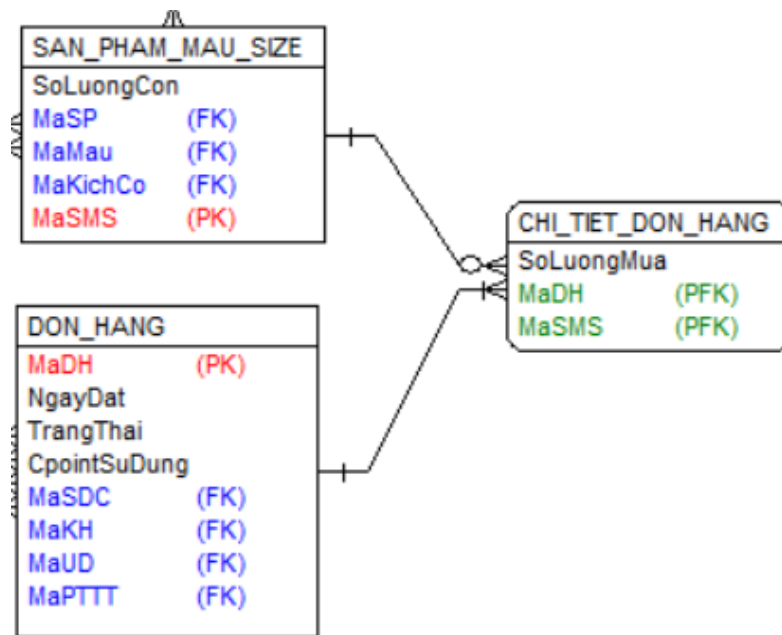 SAN_PHAM_MAU_SIZE
SoLuongCon
MaSP (FK)
MaMau (FK)
MaKichCo (FK)
MaSMS (PK)
CHI_TIET_DON_HANG
SoLuongMua
MaDH (PFK)
MaSMS (PFK)
DON_HANG
MaDH (PK)
NgayDat
TrangThai
CpointSuDung
MaSDC (FK)
MaKH (FK)
MaUD (FK)
MaPTTT (FK)